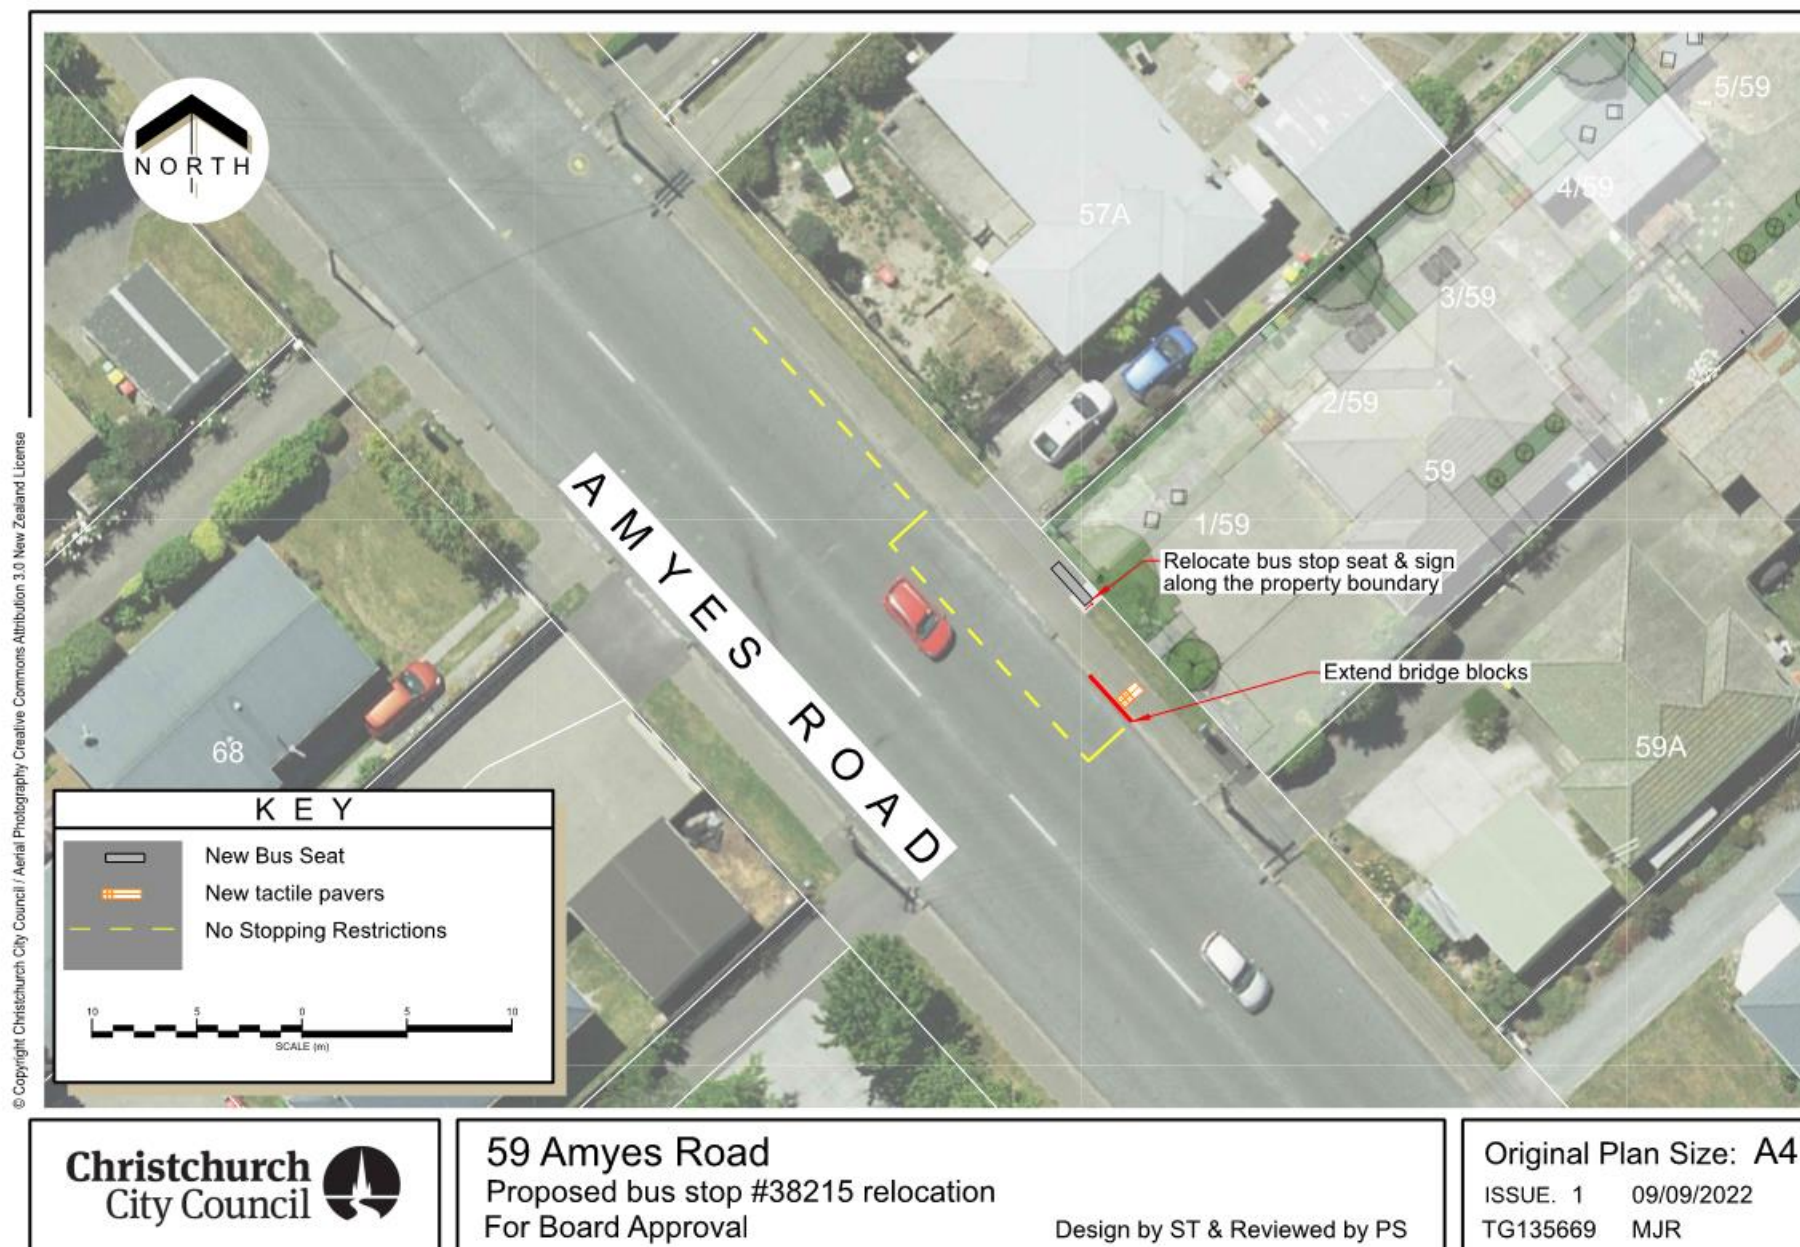 NORTH
5/59
4/59
57A
3/59
2/59
59
1/59
Relocate bus stop seat & sign
along the property boundary
Extend bridge blocks
59A
68
AMYES ROAD
KEY
New Bus Seat
New tactile pavers
No Stopping Restrictions
10 5 0 5 10
SCALE (m)
© Copyright Christchurch City Council / Aerial Photography Creative Commons Attribution 3.0 New Zealand License
Christchurch
City Council
59 Amyes Road
Proposed bus stop #38215 relocation
For Board Approval
Design by ST & Reviewed by PS
Original Plan Size: A4
ISSUE. 1 09/09/2022
TG135669 MJR